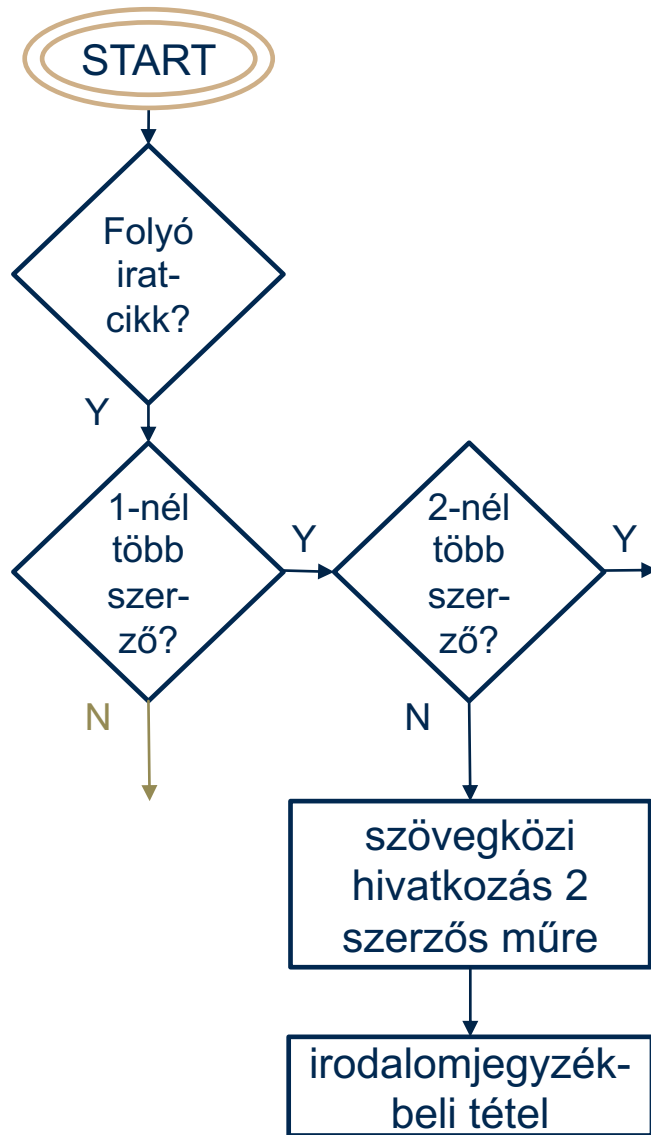 START
Folyó
irat-
cikk?
Y
1-nél
több
szer-
ző?
Y
2-nél
több
szer-
ző?
Y
N
N
szövegközi
hivatkozás 2
szerzős műre
irodalomjegyzék-
beli tétel